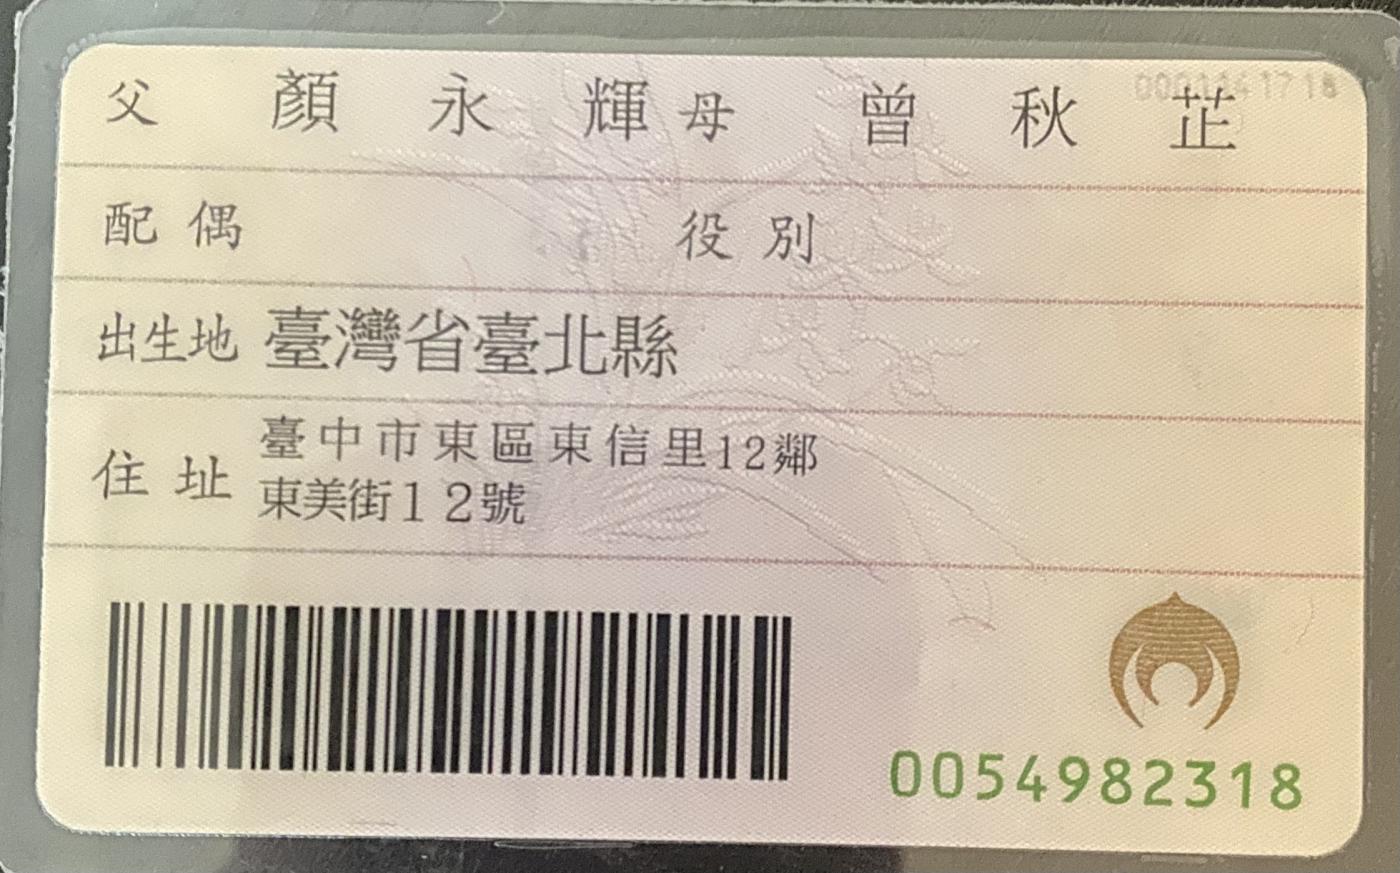 父 顏永輝 母 曾秋芷
配偶 役別
出生地 臺灣省臺北縣
住址 臺中市東區東信里12鄰
東美街12號
0054982318